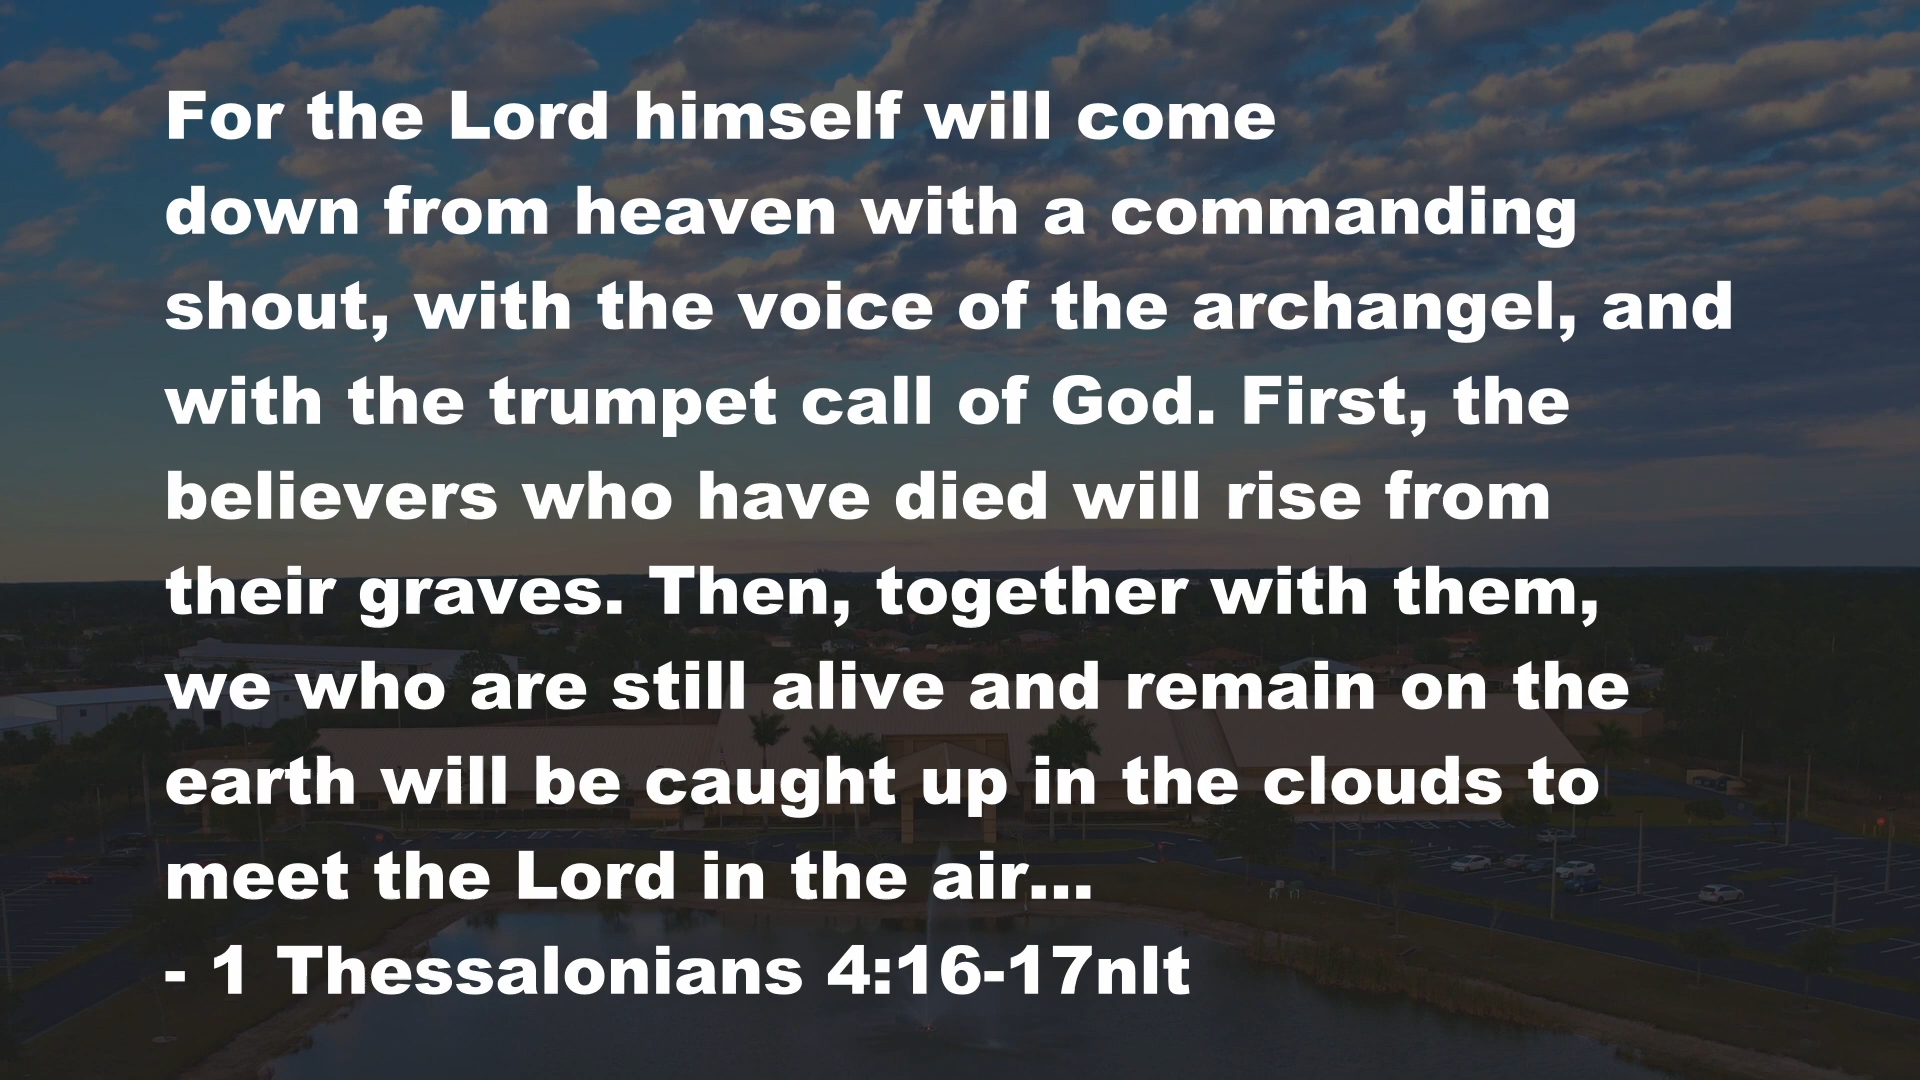 For the Lord himself will come
down from heaven with a commanding
shout, with the voice of the archangel, and
with the trumpet call of God. First, the
believers who have died will rise from
their graves. Then, together with them,
we who are still alive and remain on the
earth will be caught up in the clouds to
meet the Lord in the air...
- 1 Thessalonians 4:16-17nlt